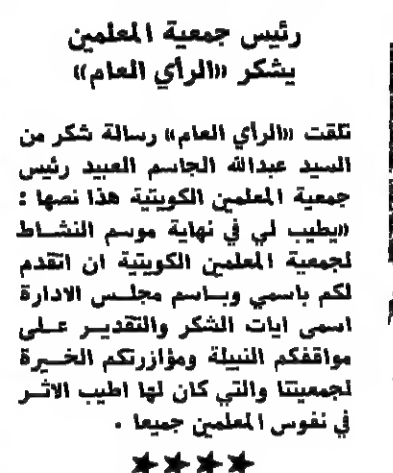 رئيس جمعية المعلمين
يشكر «الرأي العام»
تلقت «الرأي العام» رسالة شكر من
السيد عبدالله الجاسم العبيد رئيس
جمعية المعلمين الكويتية هذا نصها :
«يطيب لي في نهاية موسم النشاط
لجمعية المعلمين الكويتية ان اتقدم
لكم باسمي وباسم مجلس الادارة
اسمى ايات الشكر والتقدير على
مواقفكم النبيلة ومؤازرتكم الخيرة
لجمعيتنا والتي كان لها اطيب الاثر
في نفوس المعلمين جميعا .
★★★★